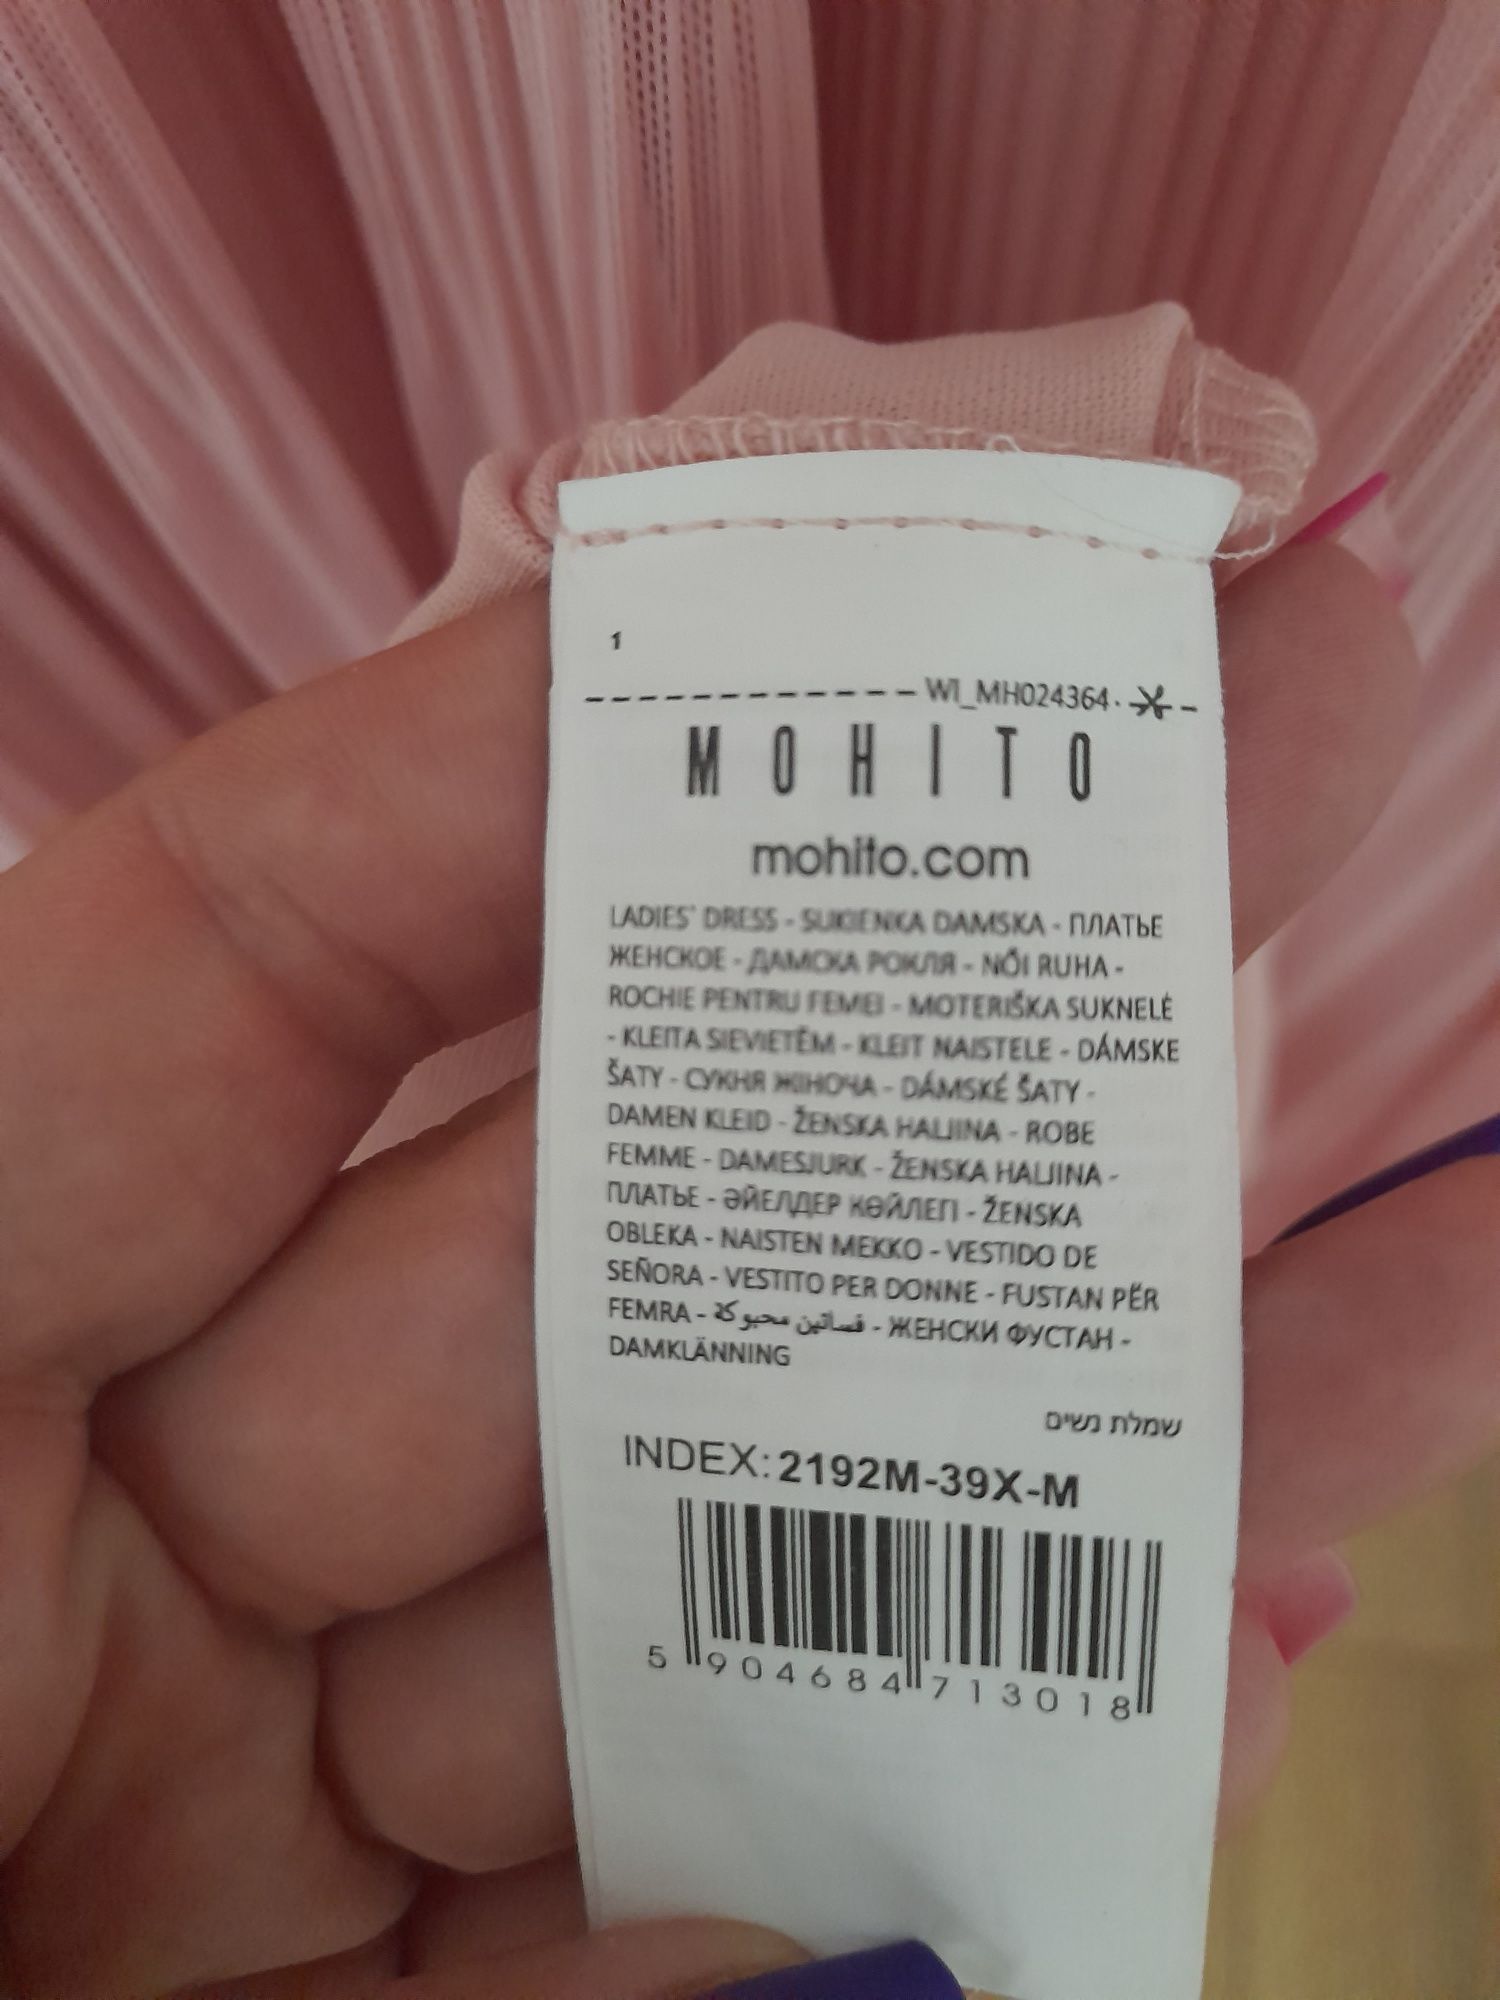 1
WI_MH024364
MOHITO
mohito.com
LADIES' DRESS - SUKIENKA DAMSKA - ПЛАТЬЕ
ЖЕНСКОЕ - ДАМСКА РОКЛЯ - NŐI RUHA -
ROCHIE PENTRU FEMEI - MOTERIŠKA SUKNELĖ
- KLEITA SIEVIETĒM - KLEIT NAISTELE - DÁMSKE
ŠATY - СУКНЯ ЖІНОЧА - DÁMSKÉ ŠATY -
DAMEN KLEID - ŽENSKA HALJINA - ROBE
FEMME - DAMESJURK - ŽENSKA HALJINA -
ПЛАТЬЕ - ӘЙЕЛДЕР КӨЙЛЕГІ - ŽENSKA
OBLEKA - NAISTEN MEKKO - VESTIDO DE
SEÑORA - VESTITO PER DONNE - FUSTAN PËR
FEMRA - فساتين محبوكة - ЖЕНСКИ ФУСТАН -
DAMKLÄNNING
שמלת נשים
INDEX: 2192M-39X-M
5 904684 713018